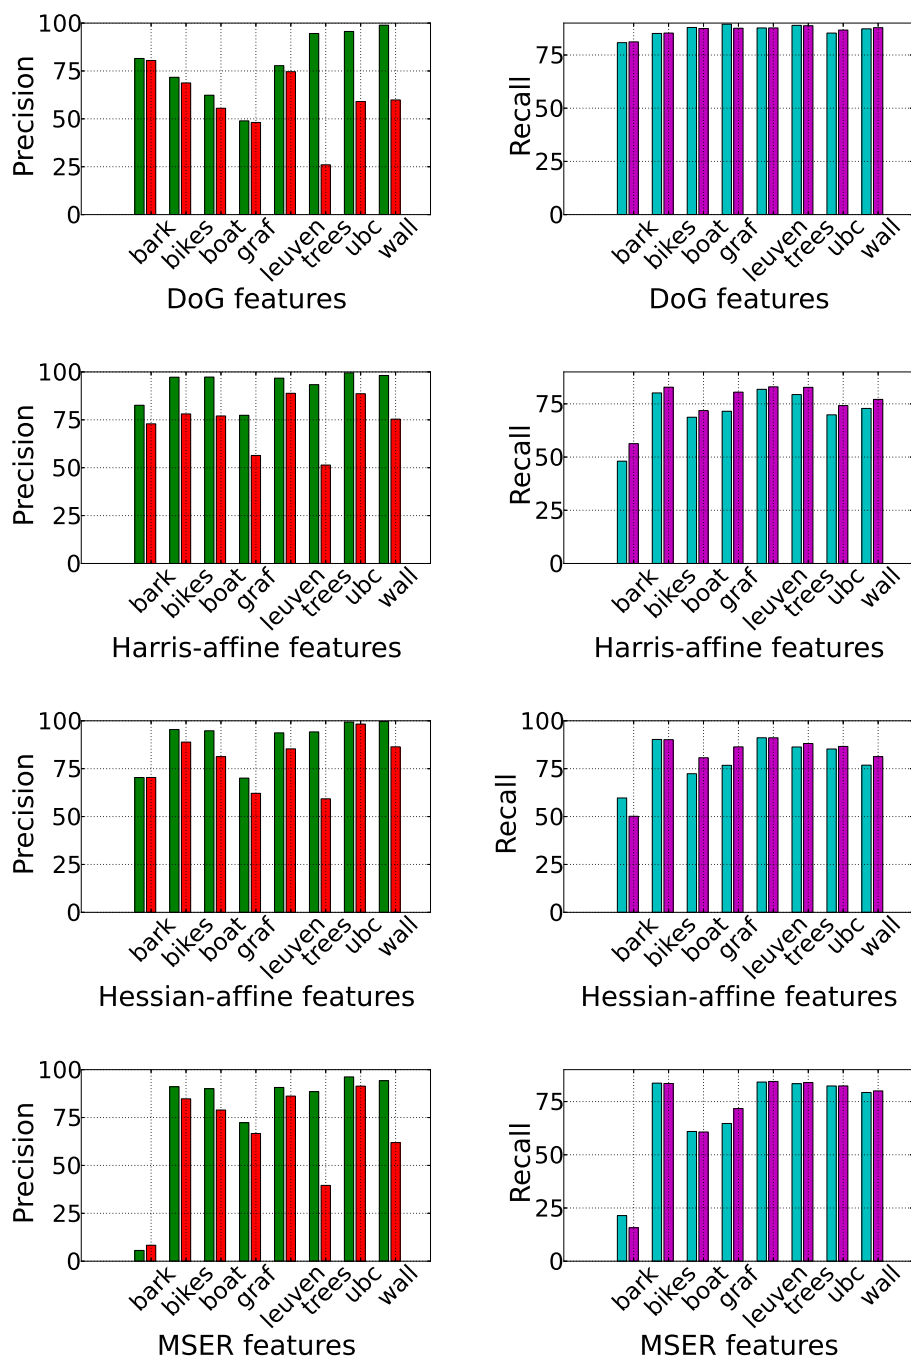 100
75
50
25
0
Precision
bark
bikes
boat
graf
leuven
trees
ubc
wall
DoG features
75
50
25
0
Recall
bark
bikes
boat
graf
leuven
trees
ubc
wall
DoG features
100
75
50
25
0
Precision
bark
bikes
boat
graf
leuven
trees
ubc
wall
Harris-affine features
75
50
25
0
Recall
bark
bikes
boat
graf
leuven
trees
ubc
wall
Harris-affine features
100
75
50
25
0
Precision
bark
bikes
boat
graf
leuven
trees
ubc
wall
Hessian-affine features
100
75
50
25
0
Recall
bark
bikes
boat
graf
leuven
trees
ubc
wall
Hessian-affine features
100
75
50
25
0
Precision
bark
bikes
boat
graf
leuven
trees
ubc
wall
MSER features
75
50
25
0
Recall
bark
bikes
boat
graf
leuven
trees
ubc
wall
MSER features